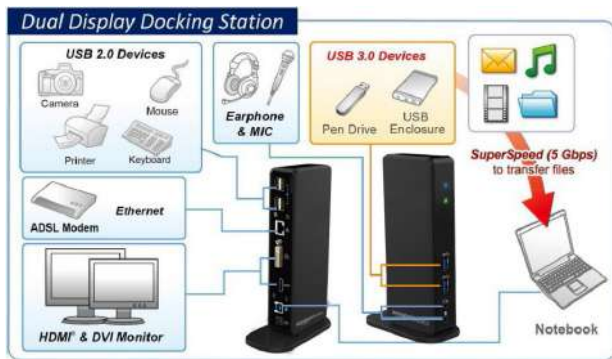 Dual Display Docking Station
USB 2.0 Devices
Camera
Mouse
Printer
Keyboard
Earphone
& MIC
USB 3.0 Devices
Pen Drive
USB
Enclosure
SuperSpeed (5 Gbps)
to transfer files
Ethernet
ADSL Modem
HDMI® & DVI Monitor
Notebook